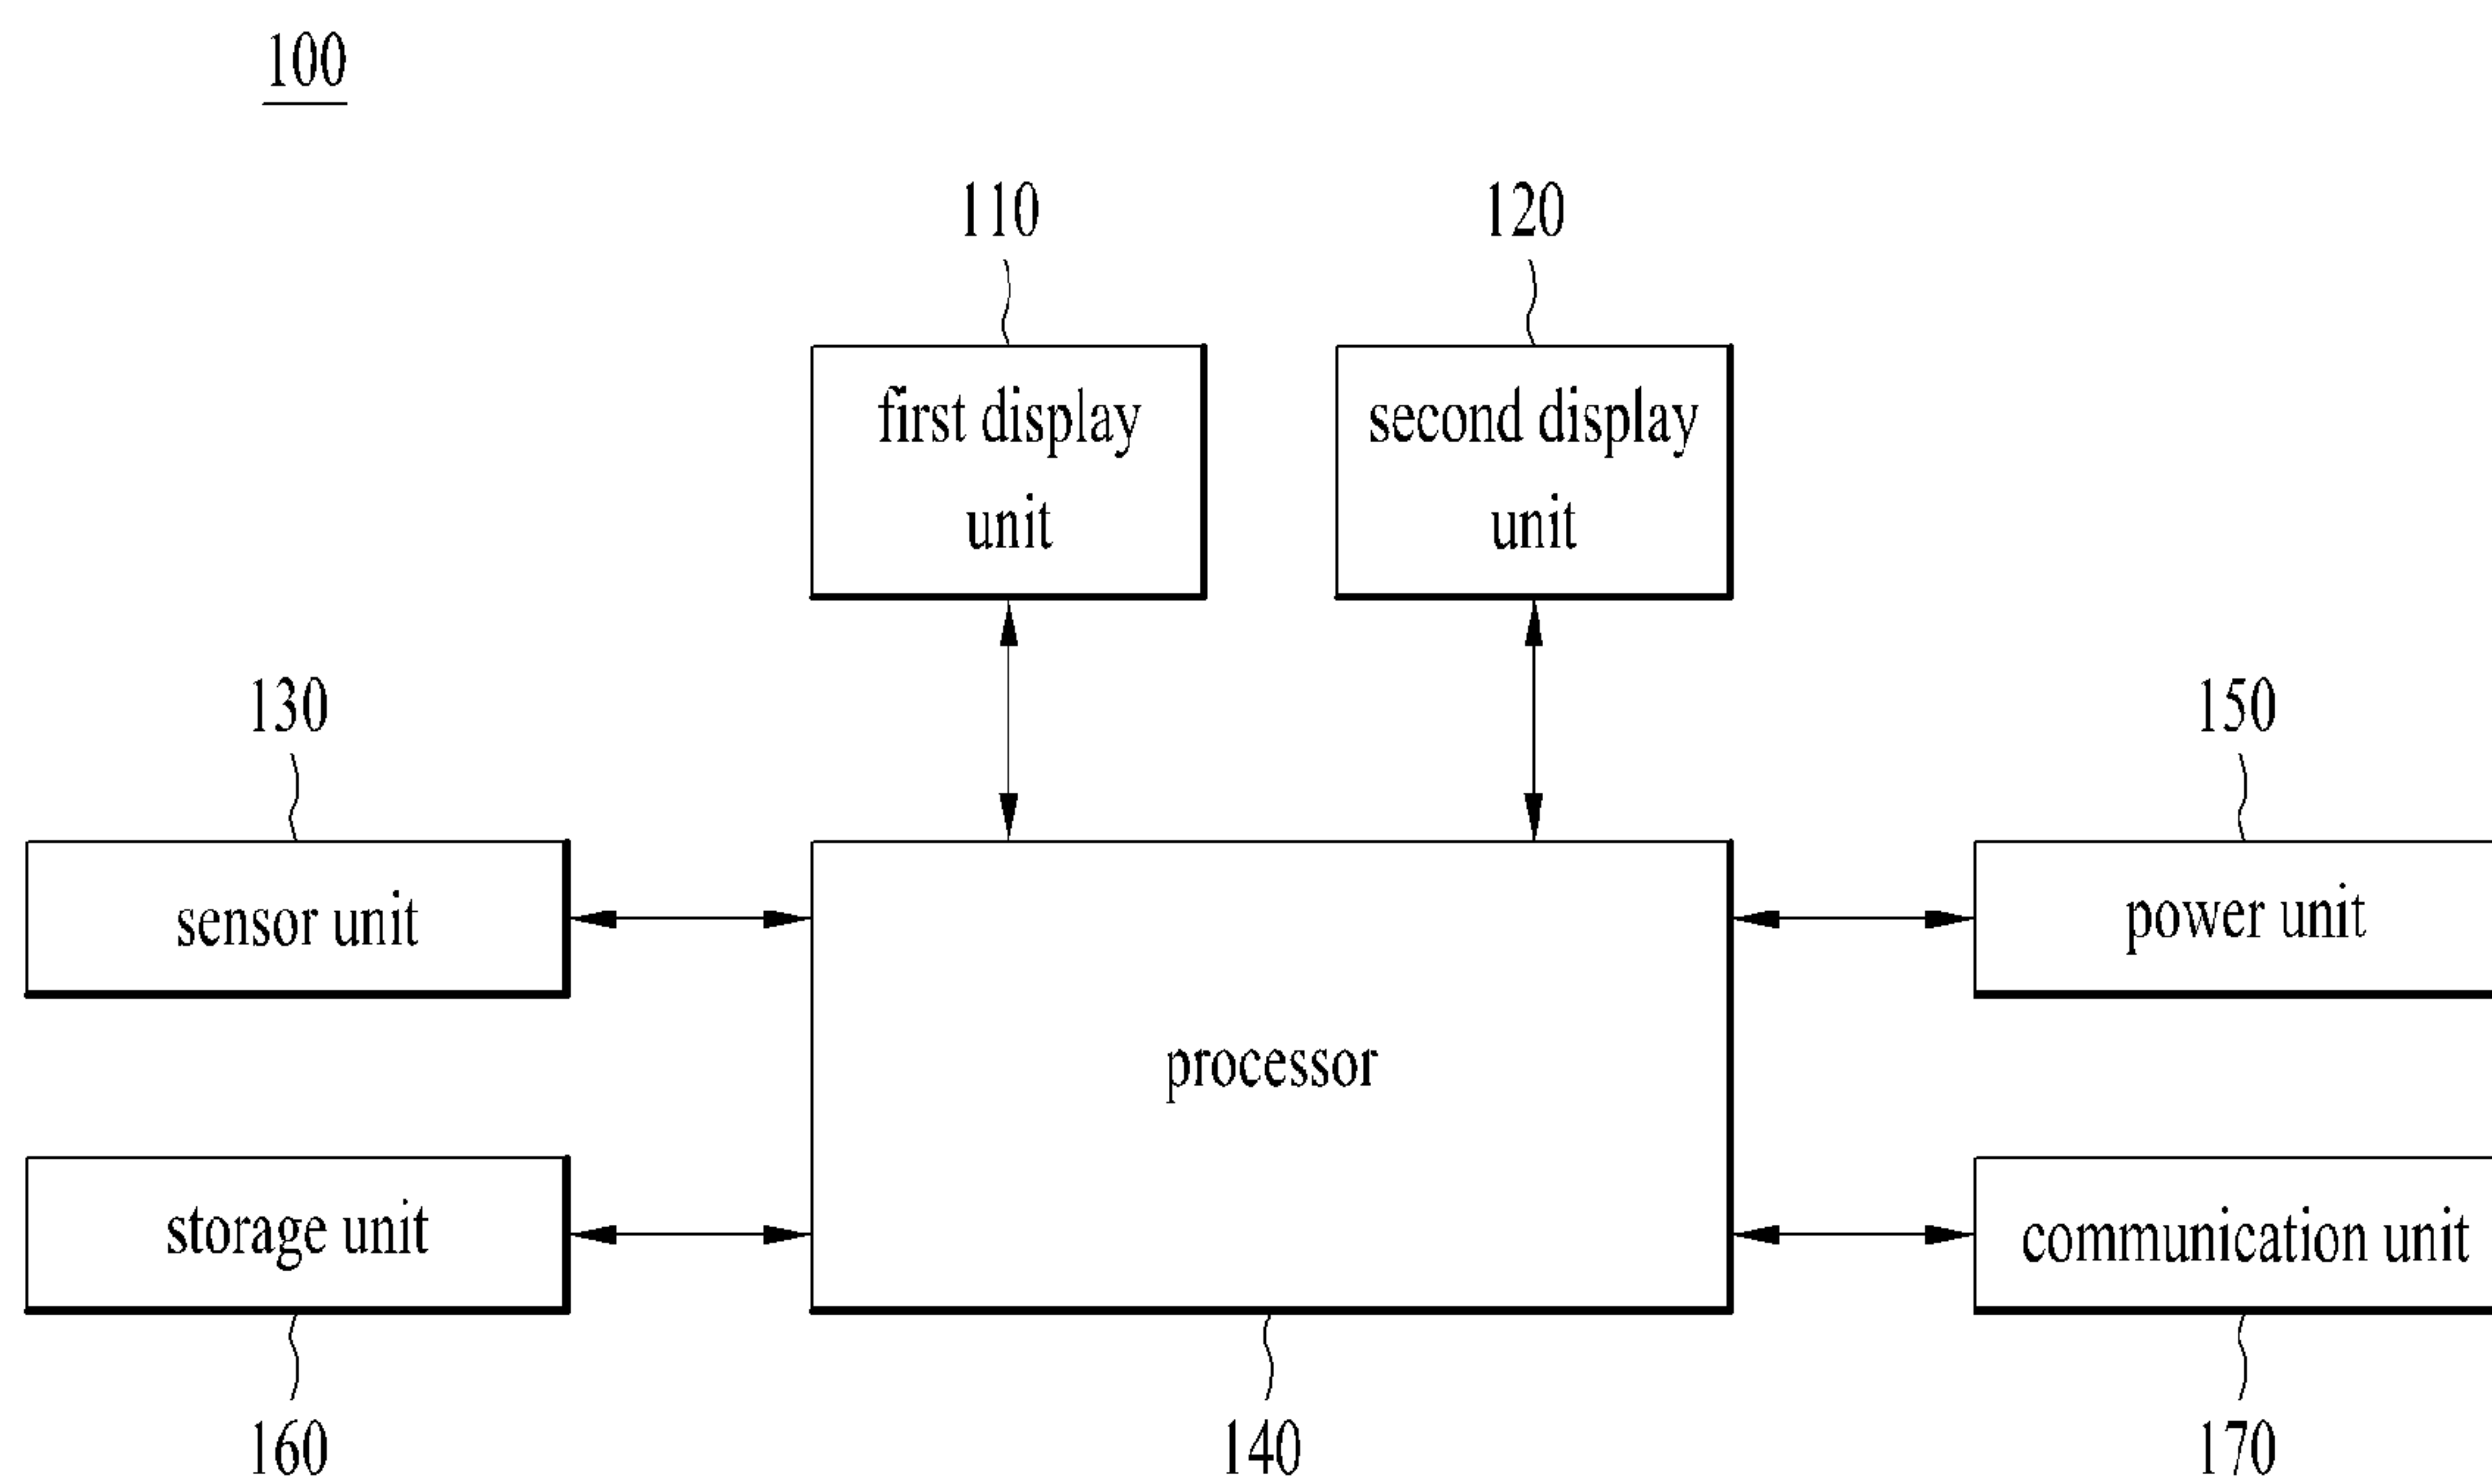 100
110
120
first display
unit
second display
unit
130
150
sensor unit
processor
power unit
storage unit
communication unit
160
140
170